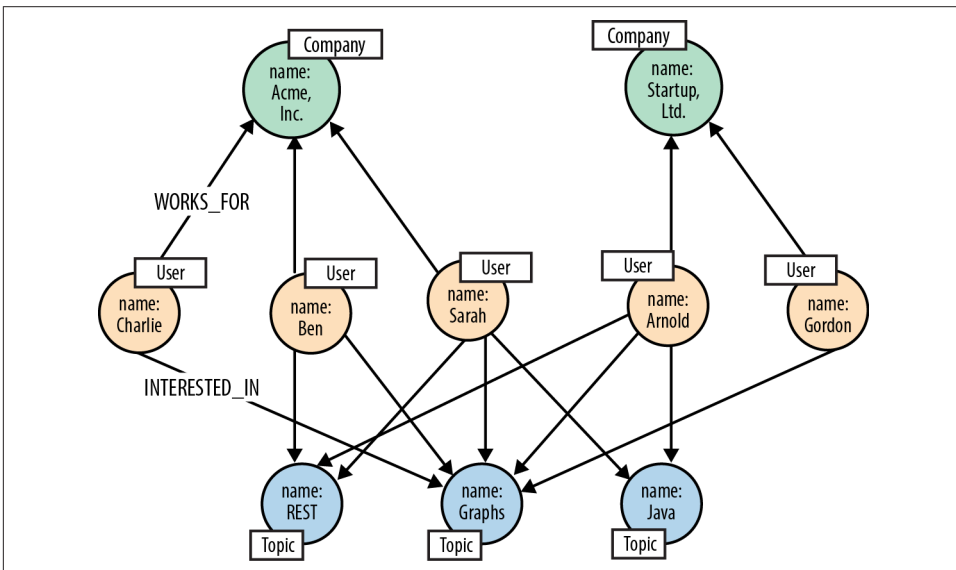 Company
name:
Acme,
Inc.
Company
name:
Startup,
Ltd.
WORKS_FOR
User
name:
Charlie
User
name:
Ben
User
name:
Sarah
User
name:
Arnold
User
name:
Gordon
INTERESTED_IN
name:
REST
Topic
name:
Graphs
Topic
name:
Java
Topic